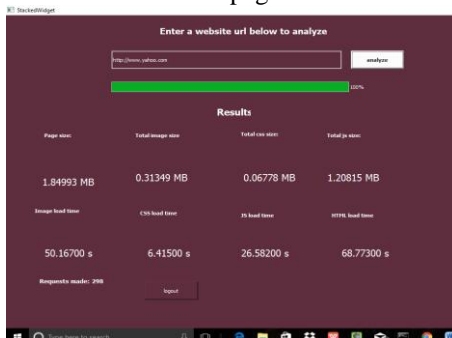 StackedWidget
Enter a website url below to analyze
http://www.yahoo.com
analyze
100%
Results
Page size:
Total image size
Total css size:
Total js size:
1.84993 MB
0.31349 MB
0.06778 MB
1.20815 MB
Image load time
CSS load time
JS load time
HTML load time
50.16700 s
6.41500 s
26.58200 s
68.77300 s
Requests made: 298
logout
Type here to search